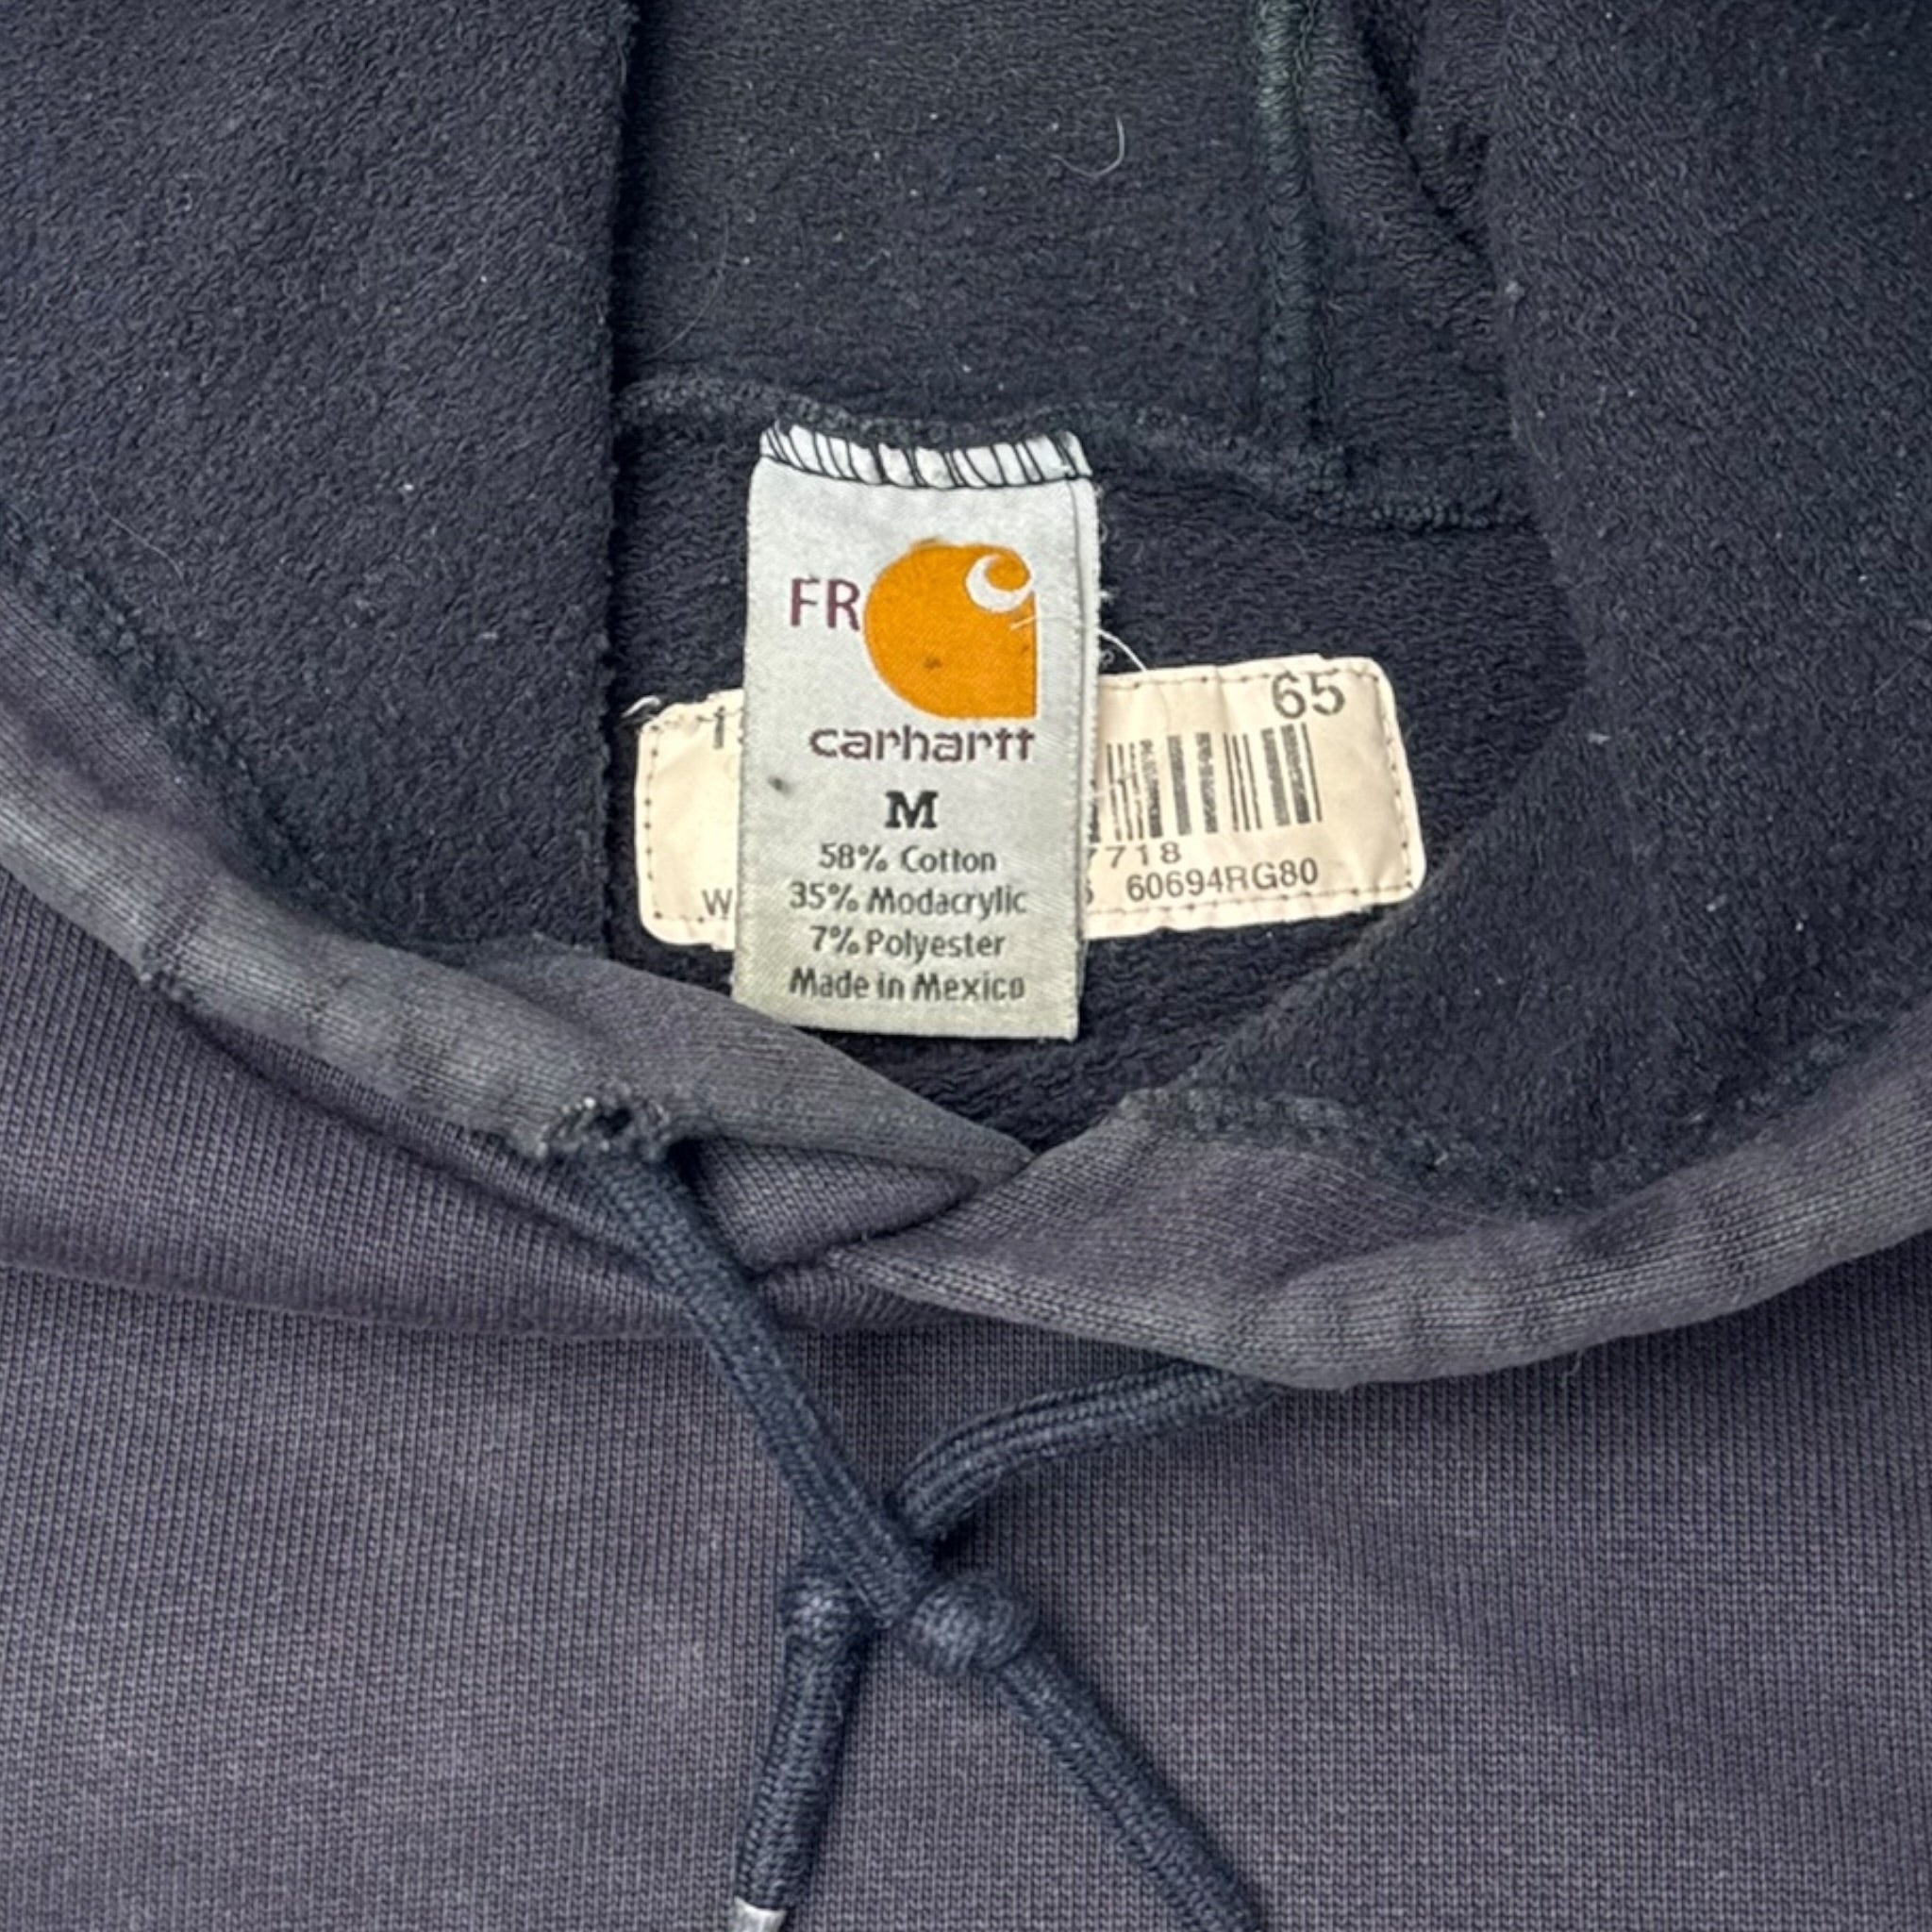 FR
carhartt
M
58% Cotton
35% Modacrylic
7% Polyester
Made in Mexico
65
7718
60694RG80